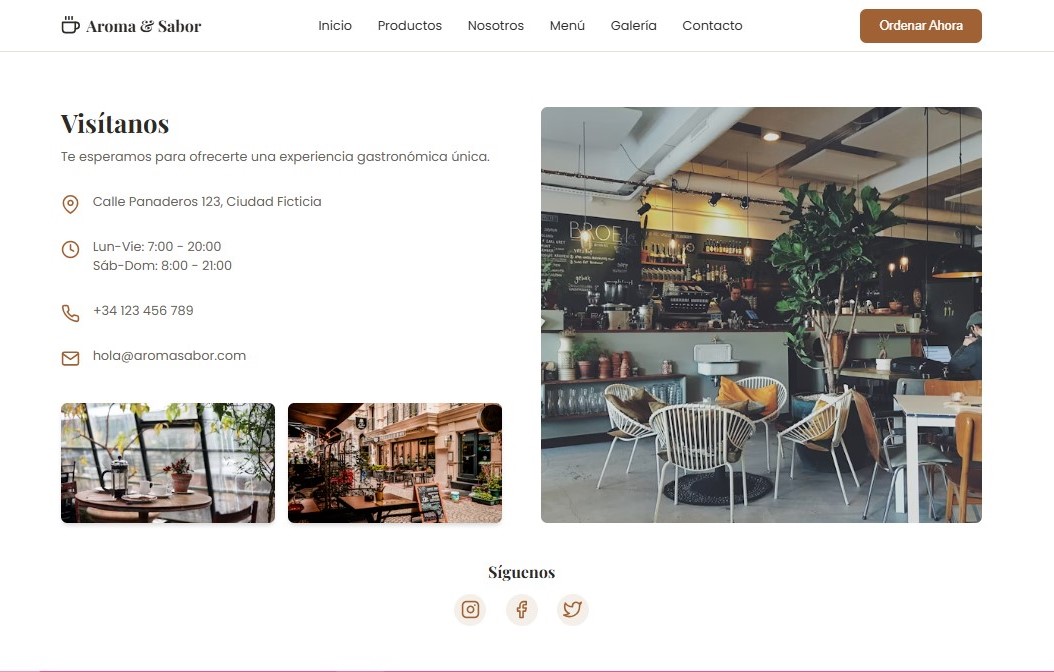 Aroma & Sabor
Inicio
Productos
Nosotros
Menú
Galería
Contacto
Ordenar Ahora
Visítanos
Te esperamos para ofrecerte una experiencia gastronómica única.
Calle Panaderos 123, Ciudad Ficticia
Lun-Vie: 7:00 - 20:00
Sáb-Dom: 8:00 - 21:00
+34 123 456 789
hola@aromasabor.com
BROEI
Síguenos